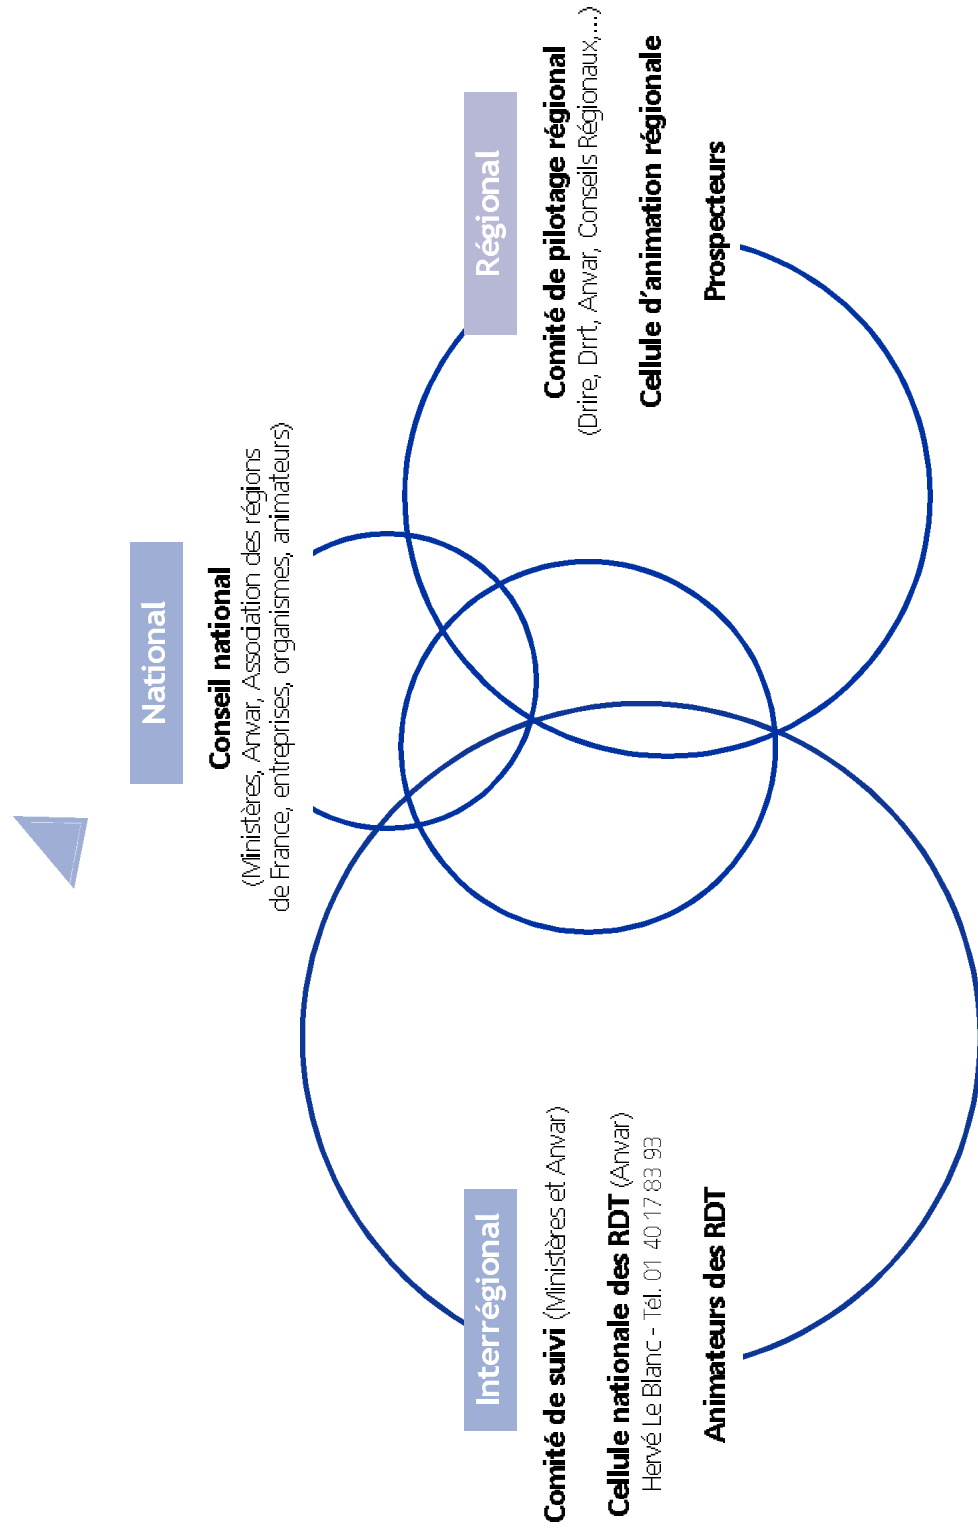 National
Conseil national
(Ministères, Anvar, Association des régions
de France, entreprises, organismes, animateurs)
Interrégional
Comité de suivi (Ministères et Anvar)
Cellule nationale des RDT (Anvar)
Hervé Le Blanc - Tél. 01 40 17 83 93
Animateurs des RDT
Régional
Comité de pilotage régional
(Drire, Drrt, Anvar, Conseils Régionaux,...)
Cellule d'animation régionale
Prospecteurs